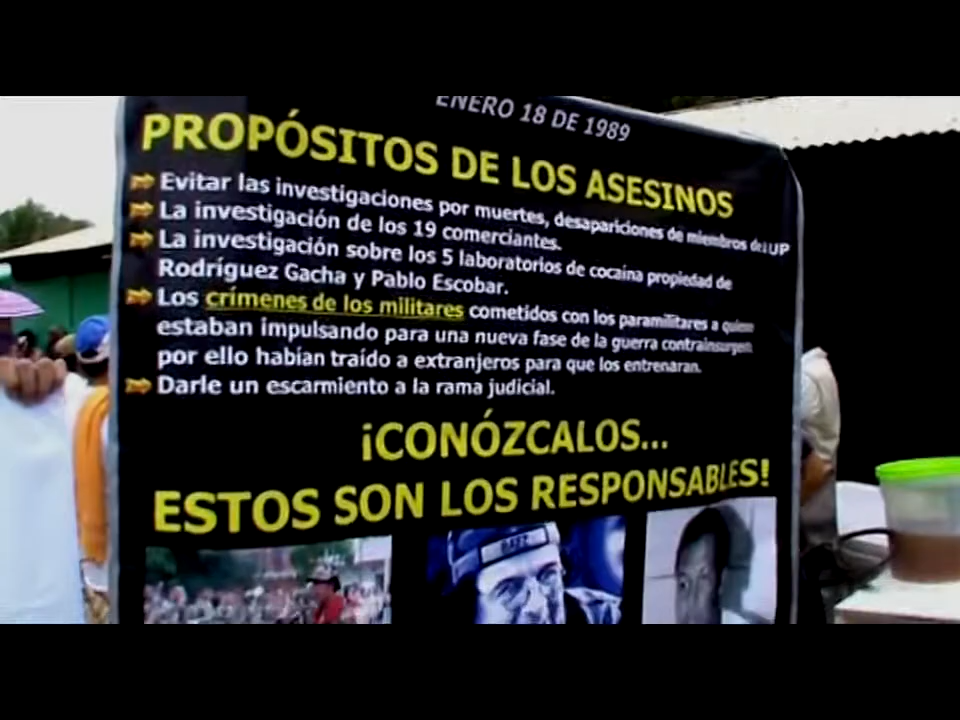 ENERO 18 DE 1989
PROPÓSITOS DE LOS ASESINOS
Evitar las investigaciones por muertes, desapariciones de miembros de la UP
La investigación de los 19 comerciantes.
La investigación sobre los 5 laboratorios de cocaína propiedad de
Rodríguez Gacha y Pablo Escobar.
Los crímenes de los militares cometidos con los paramilitares a
estaban impulsando para una nueva fase de la guerra
por ello habían traído a extranjeros para que los entrenaran.
Darle un escarmiento a la rama judicial.
¡CONÓZCALOS...
ESTOS SON LOS RESPONSABLES!